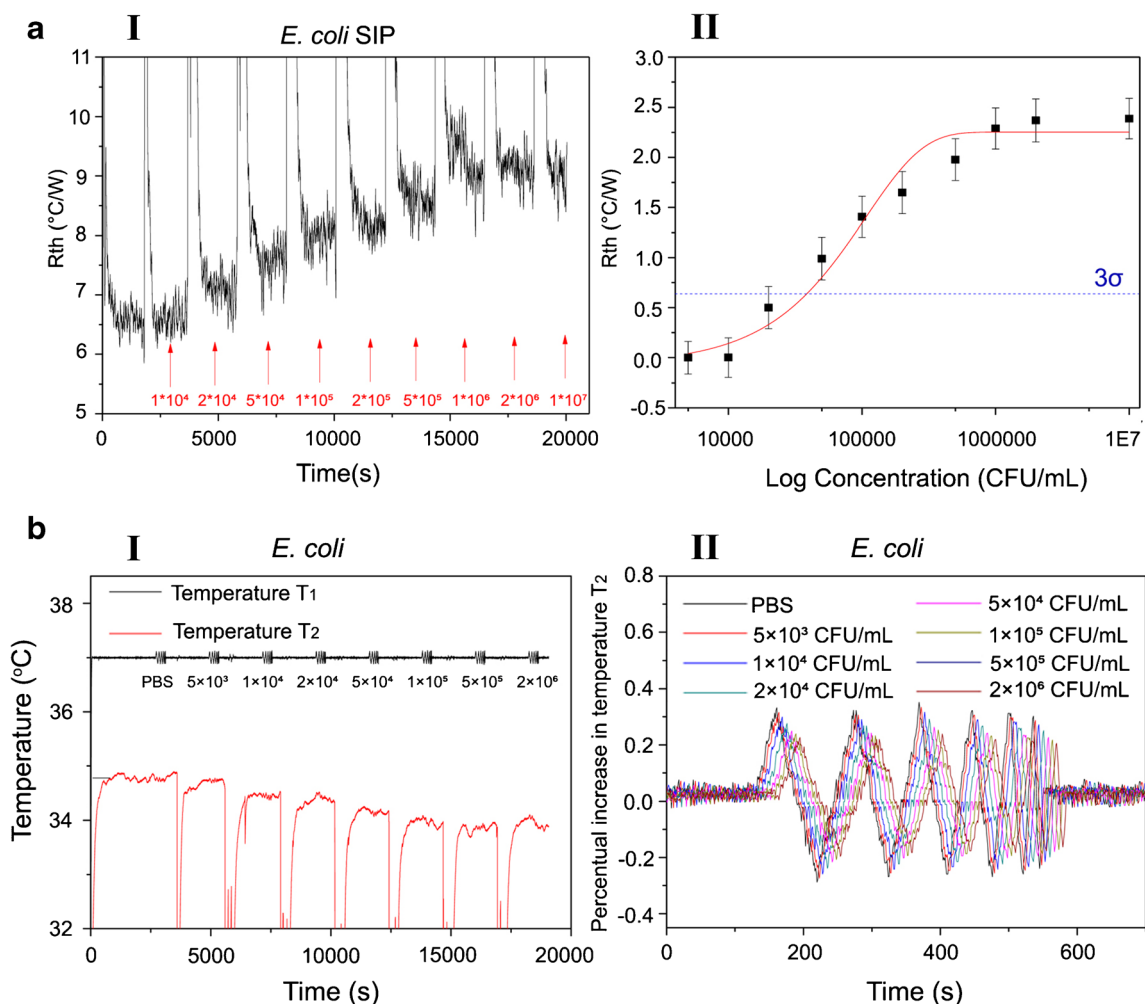 a I E. coli SIP II
11
10
9
8
7
6
5
Rth (°C/W)
1*10⁴ 2*10⁴ 5*10⁴ 1*10⁵ 2*10⁵ 5*10⁵ 1*10⁶ 2*10⁶ 1*10⁷
0 5000 10000 15000 20000
Time(s)
3.0
2.5
2.0
1.5
1.0
0.5
0.0
-0.5
Rth (°C/W)
3σ
10000 100000 1000000 1E7
Log Concentration (CFU/mL)
b I E. coli
38
36
34
32
Temperature (ºC)
Temperature T₁
Temperature T₂
PBS 5×10³ 1×10⁴ 2×10⁴ 5×10⁴ 1×10⁵ 5×10⁵ 2×10⁶
0 5000 10000 15000 20000
Time (s)
II E. coli
0.8
0.6
0.4
0.2
0.0
-0.2
-0.4
Percentual increase in temperature T₂
PBS
5×10³ CFU/mL
1×10⁴ CFU/mL
2×10⁴ CFU/mL
5×10⁴ CFU/mL
1×10⁵ CFU/mL
5×10⁵ CFU/mL
2×10⁶ CFU/mL
0 200 400 600
Time (s)